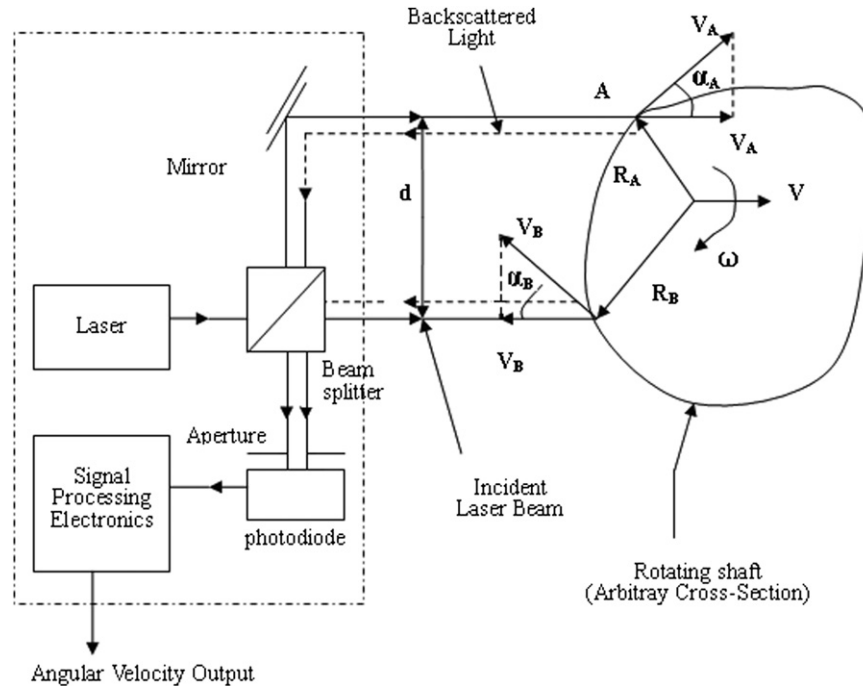 Backscattered
Light
V_A
α_A
A
V_A
Mirror
R_A
d
V
V_B
ω
α_B
R_B
Laser
V_B
Beam
splitter
Aperture
Signal
Processing
Electronics
Incident
Laser Beam
photodiode
Rotating shaft
(Arbitray Cross-Section)
Angular Velocity Output